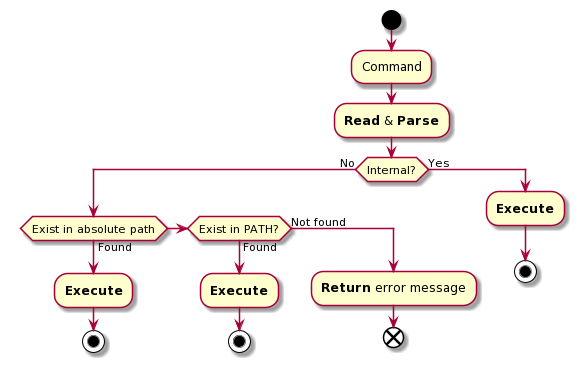 Command
Read & Parse
Internal?
No
Yes
Execute
Exist in absolute path
Exist in PATH?
Not found
Found
Found
Execute
Execute
Return error message